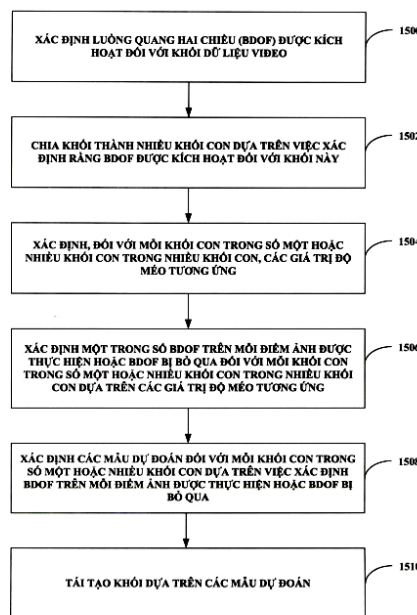 XÁC ĐỊNH LUỒNG QUANG HAI CHIỀU (BDOF) ĐƯỢC KÍCH
HOẠT ĐỐI VỚI KHỐI DỮ LIỆU VIDEO
1500
CHIA KHỐI THÀNH NHIỀU KHỐI CON DỰA TRÊN VIỆC XÁC
ĐỊNH RẰNG BDOF ĐƯỢC KÍCH HOẠT ĐỐI VỚI KHỐI NÀY
1502
XÁC ĐỊNH, ĐỐI VỚI MỖI KHỐI CON TRONG SỐ MỘT HOẶC
NHIỀU KHỐI CON TRONG NHIỀU KHỐI CON, CÁC GIÁ TRỊ ĐỘ
MÉO TƯƠNG ỨNG
1504
XÁC ĐỊNH MỘT TRONG SỐ BDOF TRÊN MỖI ĐIỂM ẢNH ĐƯỢC
THỰC HIỆN HOẶC BDOF BỊ BỎ QUA ĐỐI VỚI MỖI KHỐI CON
TRONG SỐ MỘT HOẶC NHIỀU KHỐI CON TRONG NHIỀU KHỐI
CON DỰA TRÊN CÁC GIÁ TRỊ ĐỘ MÉO TƯƠNG ỨNG
1506
XÁC ĐỊNH CÁC MẪU DỰ ĐOÁN ĐỐI VỚI MỖI KHỐI CON TRONG
SỐ MỘT HOẶC NHIỀU KHỐI CON DỰA TRÊN VIỆC XÁC ĐỊNH
BDOF TRÊN MỖI ĐIỂM ẢNH ĐƯỢC THỰC HIỆN HOẶC BDOF BỊ
BỎ QUA
1508
TÁI TẠO KHỐI DỰA TRÊN CÁC MẪU DỰ ĐOÁN
1510